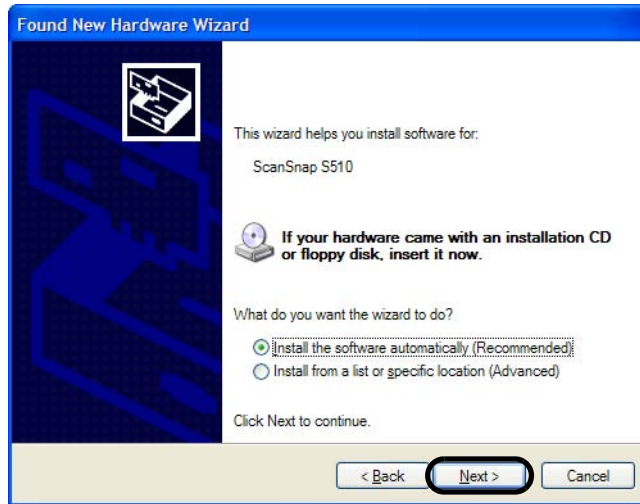 Found New Hardware Wizard
This wizard helps you install software for:
ScanSnap S510
If your hardware came with an installation CD
or floppy disk, insert it now.
What do you want the wizard to do?
Install the software automatically (Recommended)
Install from a list or specific location (Advanced)
Click Next to continue.
< Back Next > Cancel